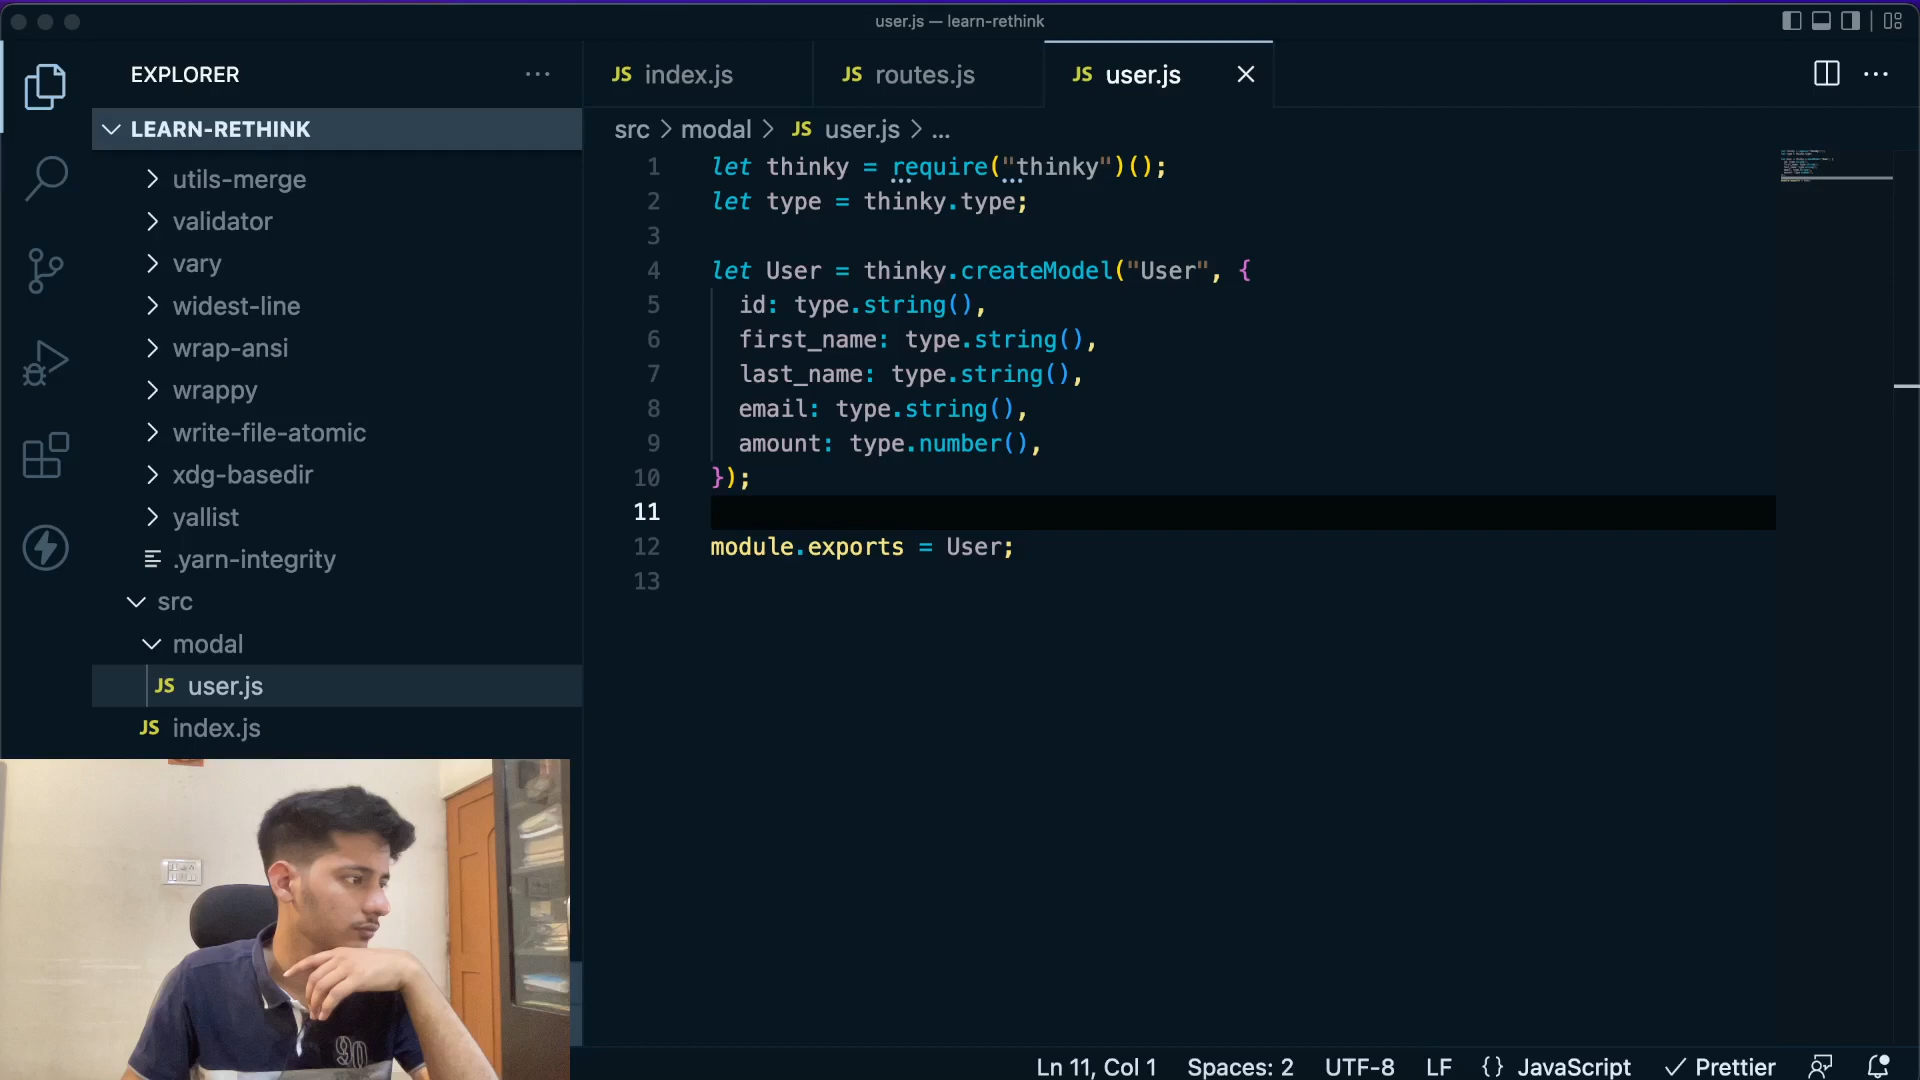 user.js — learn-rethink
EXPLORER
LEARN-RETHINK
utils-merge
validator
vary
widest-line
wrap-ansi
wrappy
write-file-atomic
xdg-basedir
yallist
.yarn-integrity
src
modal
JS user.js
JS index.js
JS index.js
JS routes.js
JS user.js
src > modal > JS user.js > ...
1 let thinky = require("thinky")();
2 let type = thinky.type;
3
4 let User = thinky.createModel("User", {
5 id: type.string(),
6 first_name: type.string(),
7 last_name: type.string(),
8 email: type.string(),
9 amount: type.number(),
10 });
11
12 module.exports = User;
13
90
Ln 11, Col 1 Spaces: 2 UTF-8 LF {} JavaScript Prettier